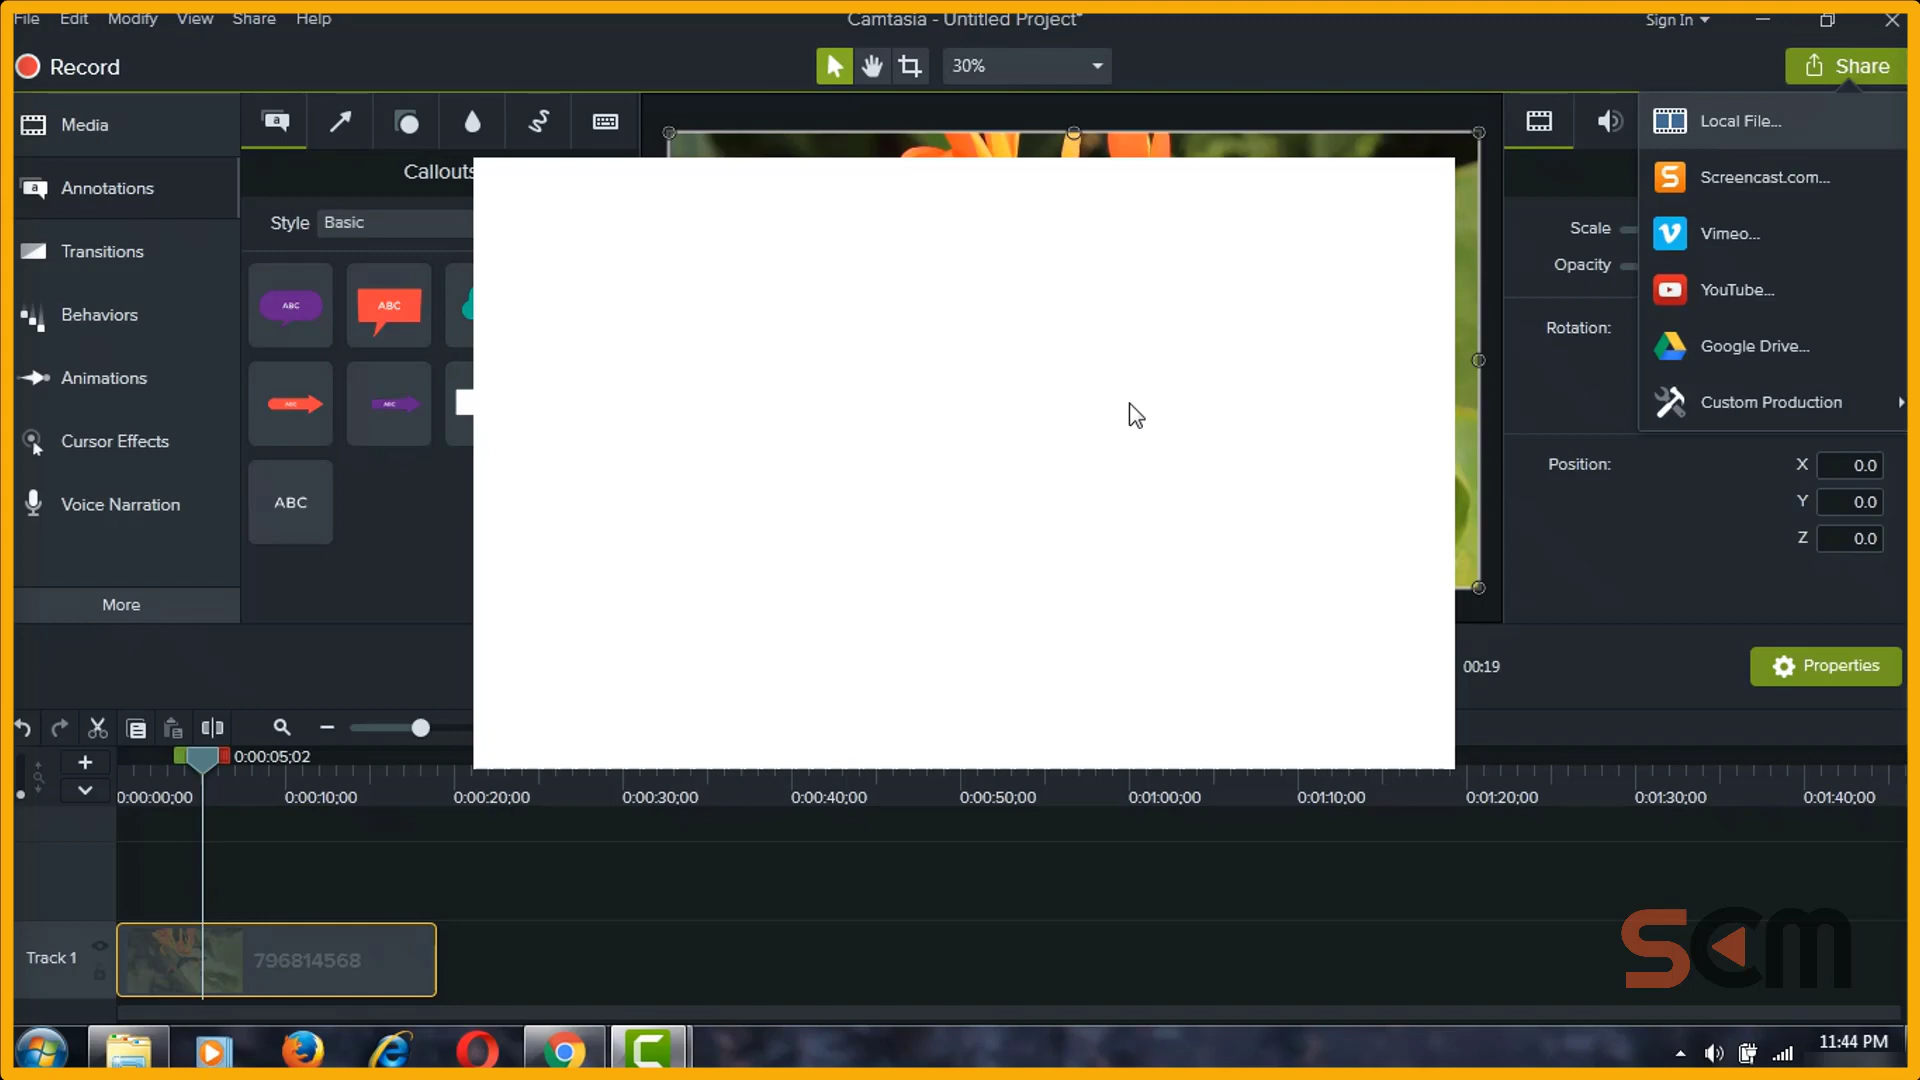 File Edit Modify View Share Help
Camtasia - Untitled Project*
Sign In
Record
30%
Share
Media
Annotations
Transitions
Behaviors
Animations
Cursor Effects
Voice Narration
More
a
a
Callouts
Style Basic
ABC
ABC
ABC
ABC
ABC
Local File...
Screencast.com...
Vimeo...
YouTube...
Google Drive...
Custom Production
Scale
Opacity
Rotation:
Position:
X 0.0
Y 0.0
Z 0.0
00:19
Properties
0:00:05;02
0:00:00;00 0:00:10;00 0:00:20;00 0:00:30;00 0:00:40;00 0:00:50;00 0:01:00;00 0:01:10;00 0:01:20;00 0:01:30;00 0:01:40;00
Track 1
796814568
SCM
11:44 PM